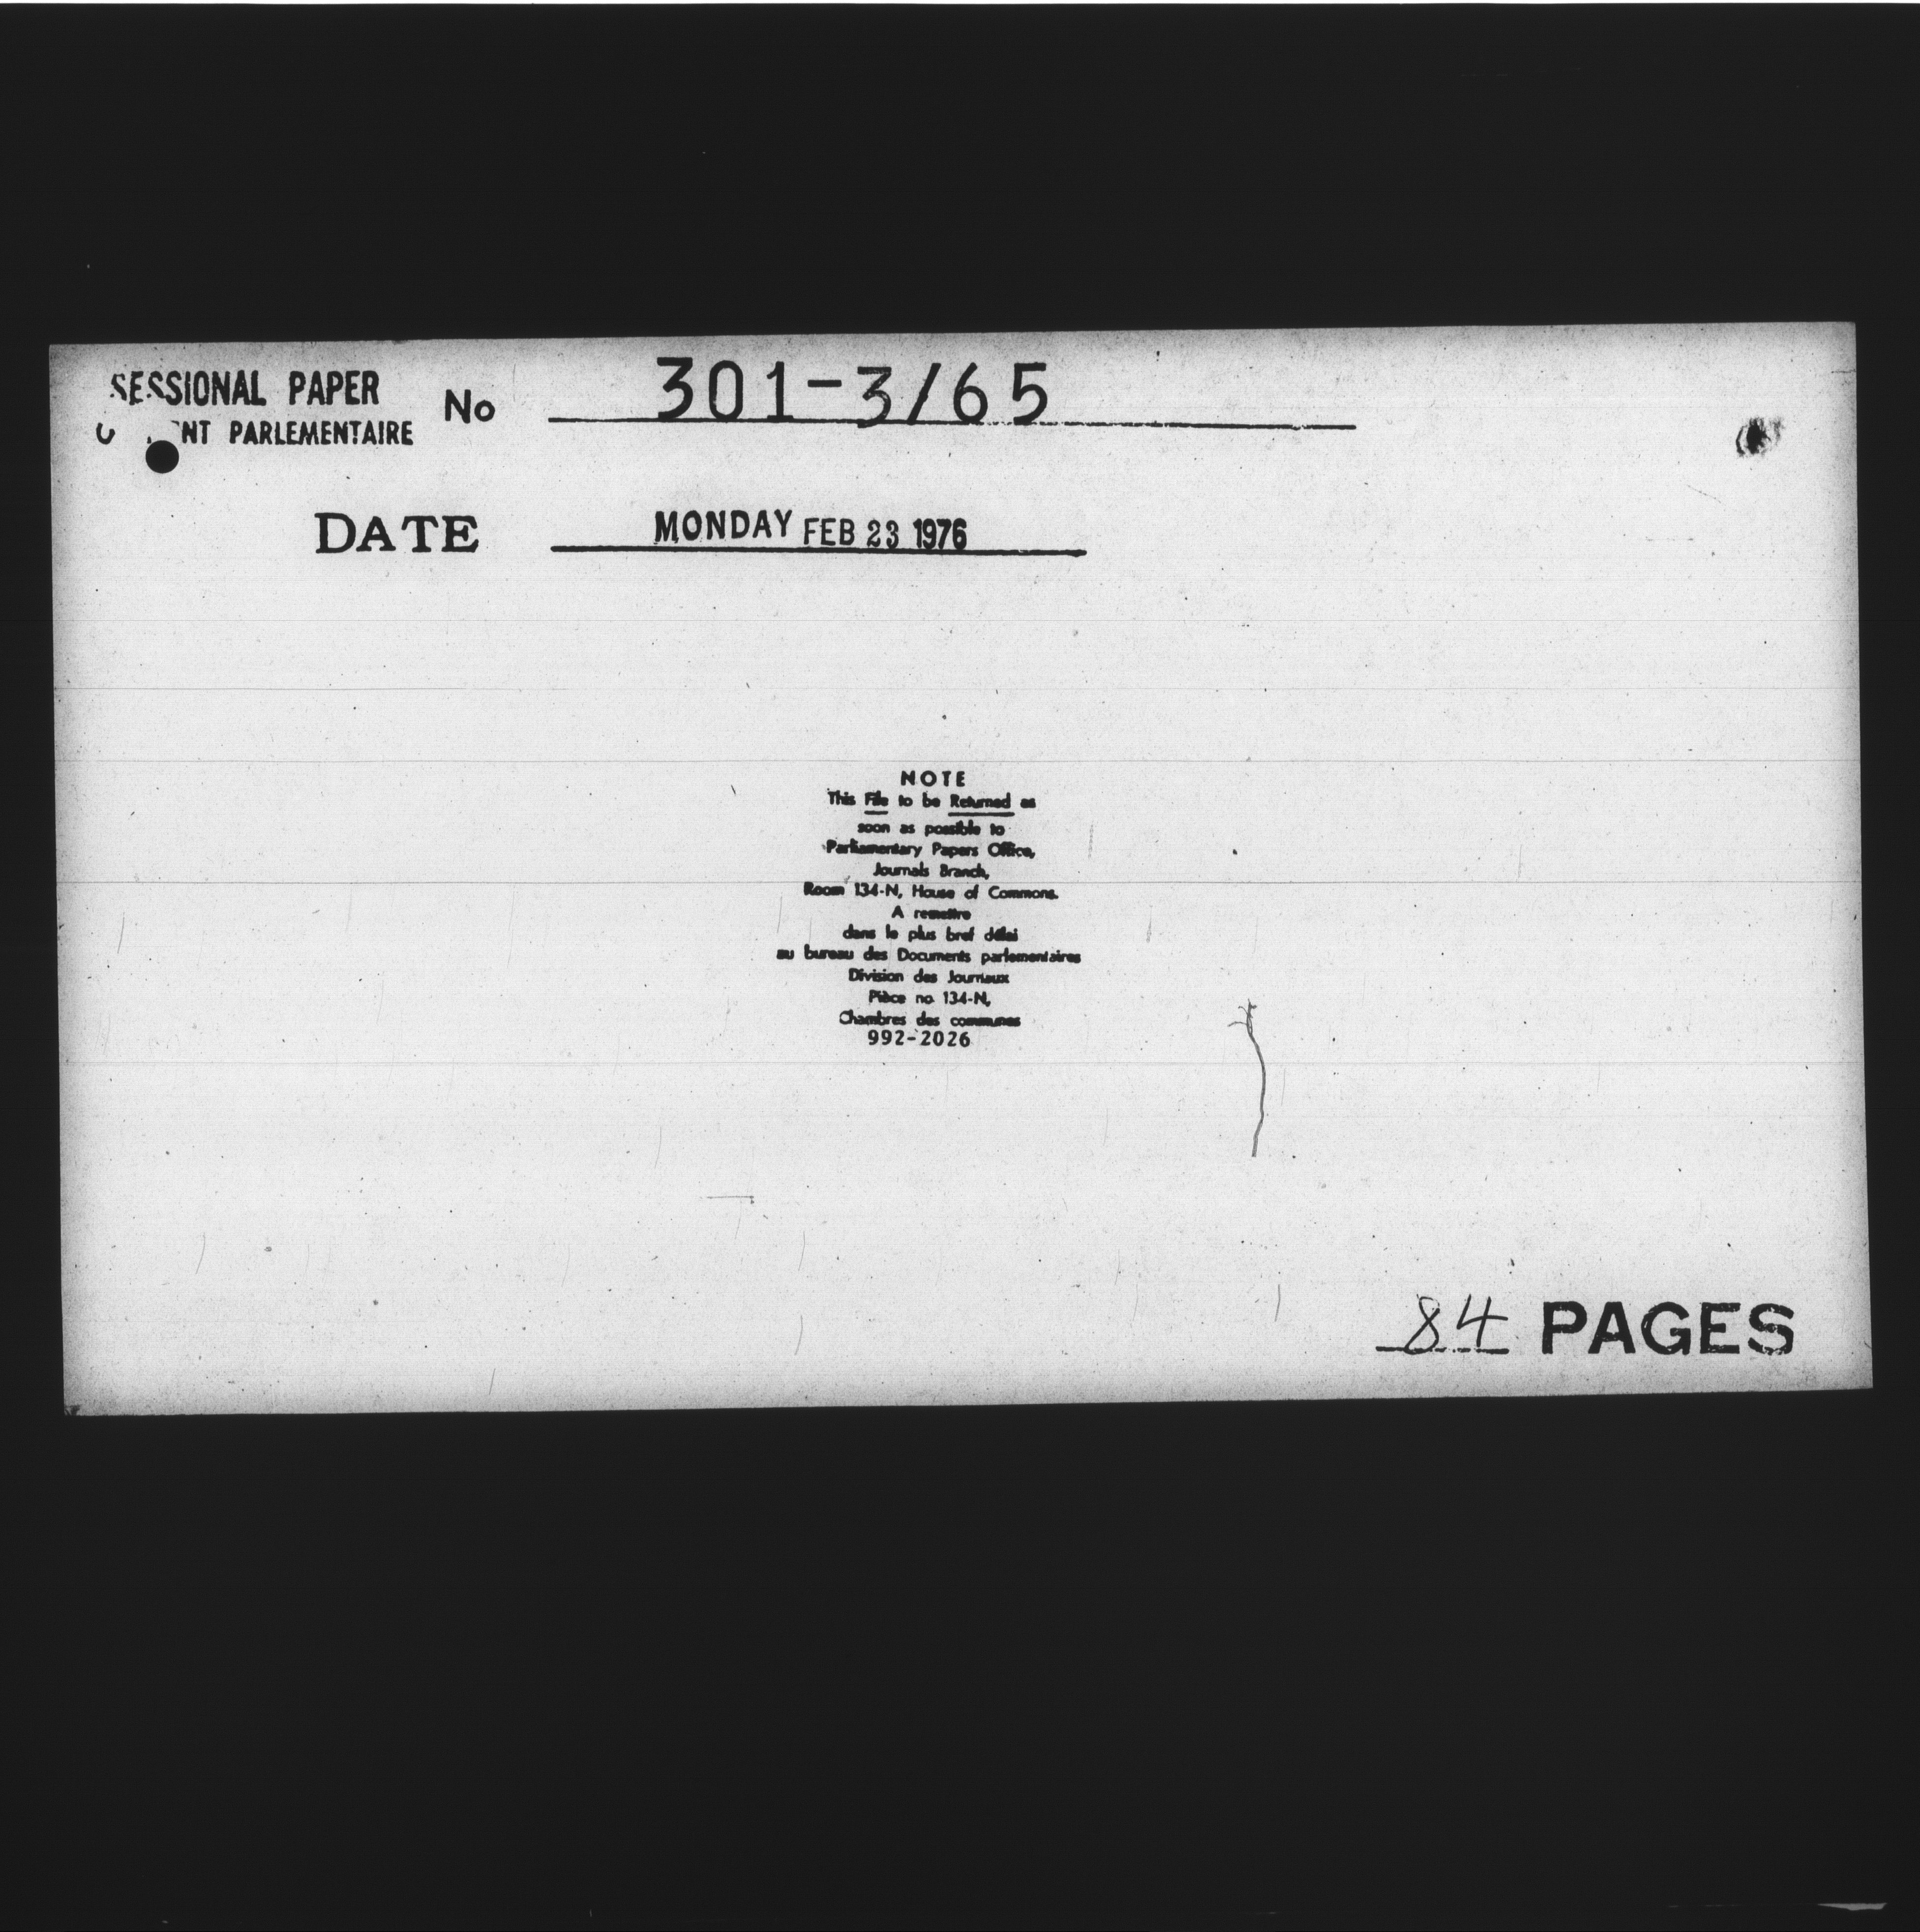 SESSIONAL PAPER No 301-3/65
NT PARLEMENTAIRE
DATE MONDAY FEB 23 1976
NOTE
This File to be Returned as
soon as possible to
Parliamentary Papers Office,
Journals Branch,
Room 134-N, House of Commons.
A remettre
dans le plus bref délai
au bureau des Documents parlementaires
Division des Journaux
Pièce no 134-N,
Chambres des communes
992-2026
84 PAGES